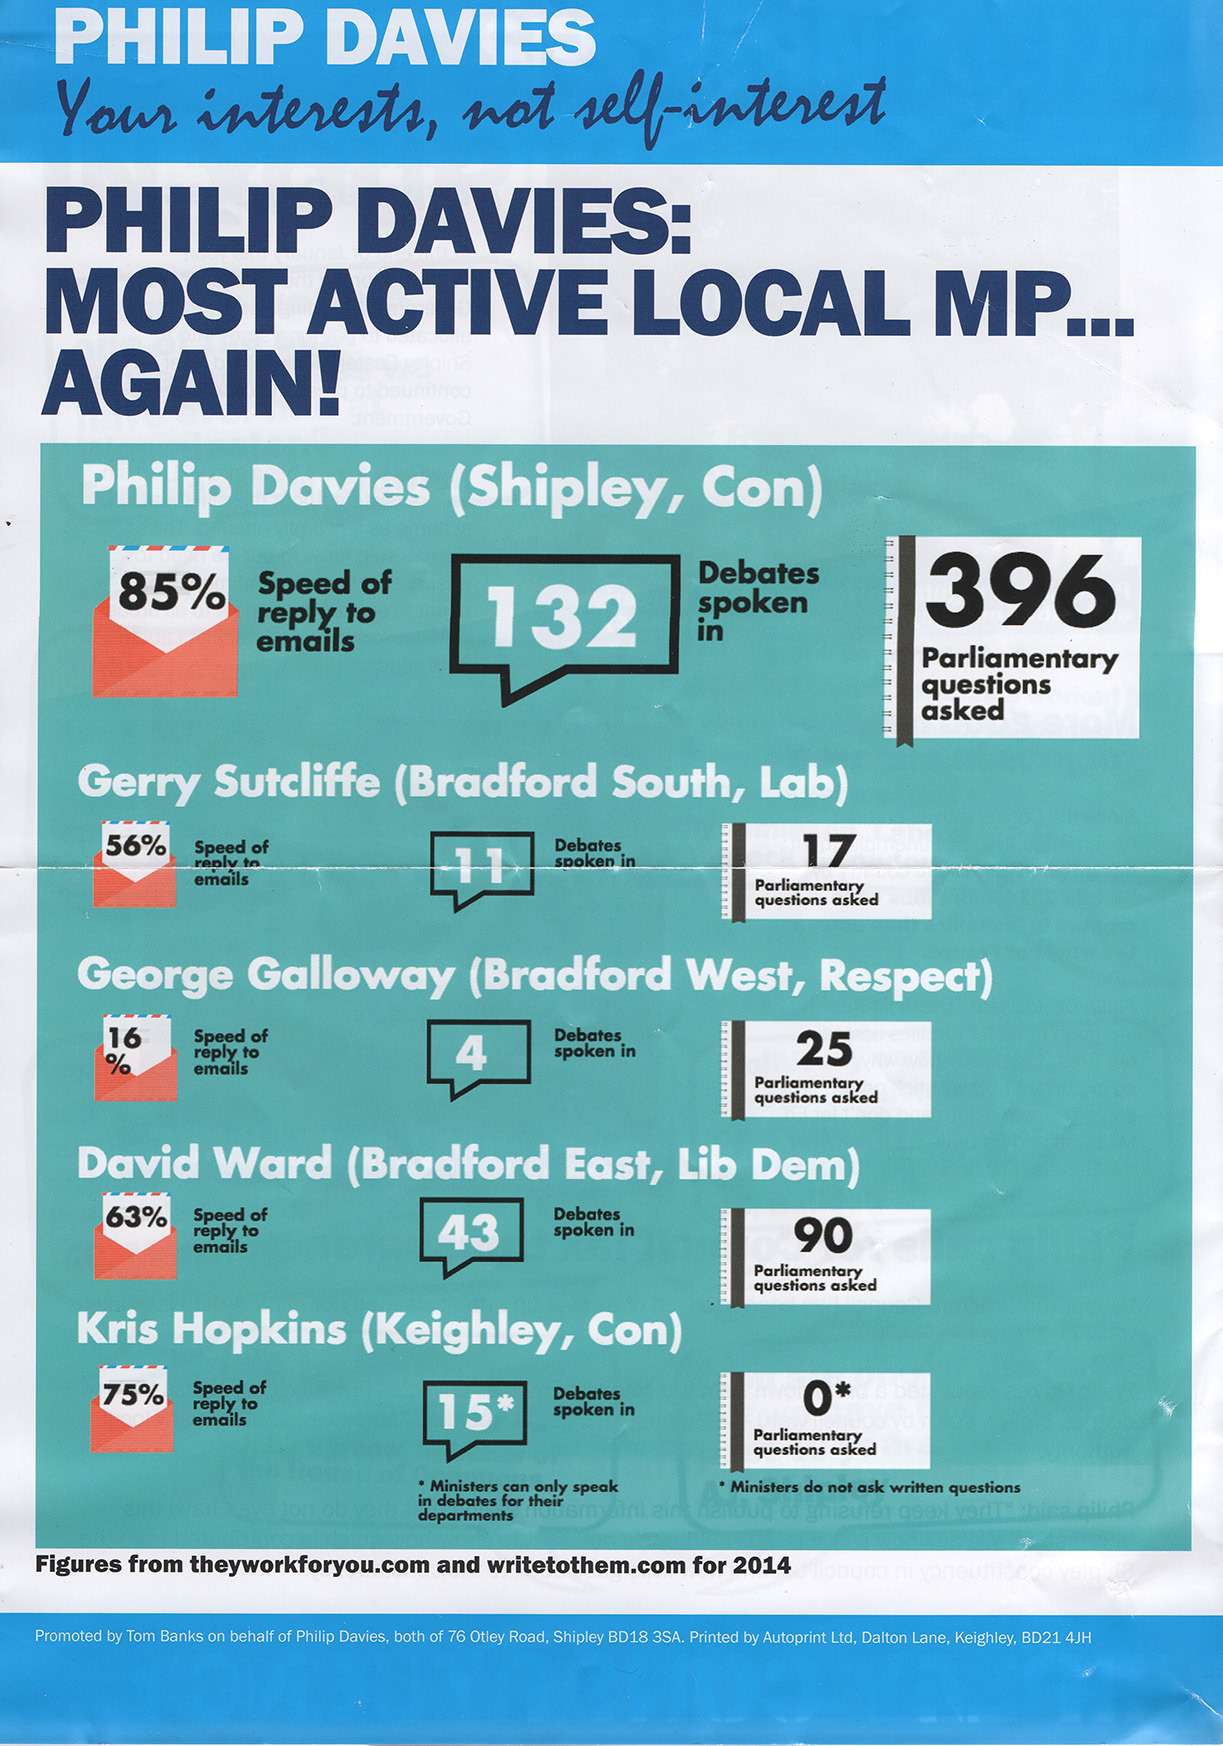 PHILIP DAVIES
Your interests, not self-interest
PHILIP DAVIES:
MOST ACTIVE LOCAL MP...
AGAIN!
Philip Davies (Shipley, Con)
85%
Speed of
reply to
emails
132
Debates
spoken
in
396
Parliamentary
questions
asked
Gerry Sutcliffe (Bradford South, Lab)
56%
Speed of
reply to
emails
11
Debates
spoken in
17
Parliamentary
questions asked
George Galloway (Bradford West, Respect)
16
%
Speed of
reply to
emails
4
Debates
spoken in
25
Parliamentary
questions asked
David Ward (Bradford East, Lib Dem)
63%
Speed of
reply to
emails
43
Debates
spoken in
90
Parliamentary
questions asked
Kris Hopkins (Keighley, Con)
75%
Speed of
reply to
emails
15*
Debates
spoken in
0*
Parliamentary
questions asked
* Ministers can only speak
in debates for their
departments
* Ministers do not ask written questions
Figures from theyworkforyou.com and writetothem.com for 2014
Promoted by Tom Banks on behalf of Philip Davies, both of 76 Otley Road, Shipley BD18 3SA. Printed by Autoprint Ltd, Dalton Lane, Keighley, BD21 4JH